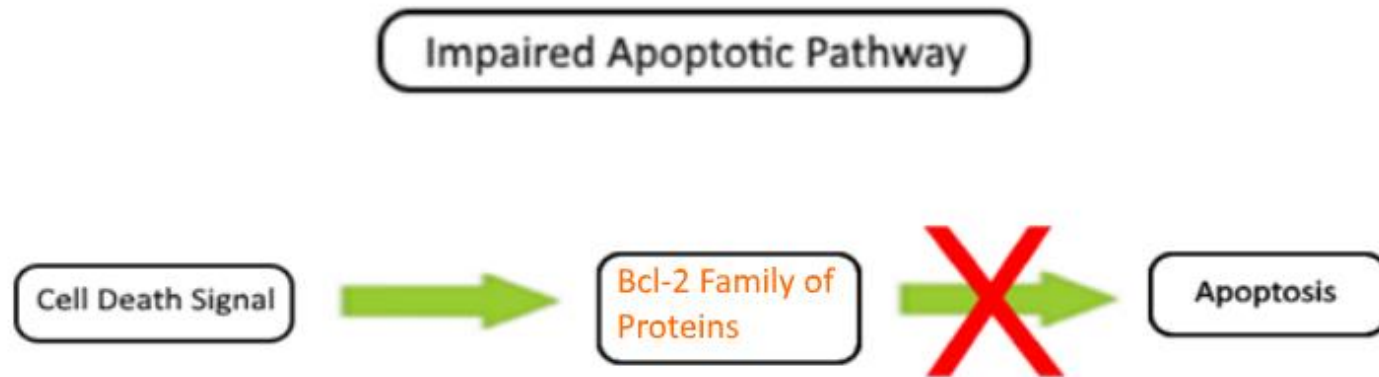 Impaired Apoptotic Pathway
Cell Death Signal
Bcl-2 Family of
Proteins
Apoptosis